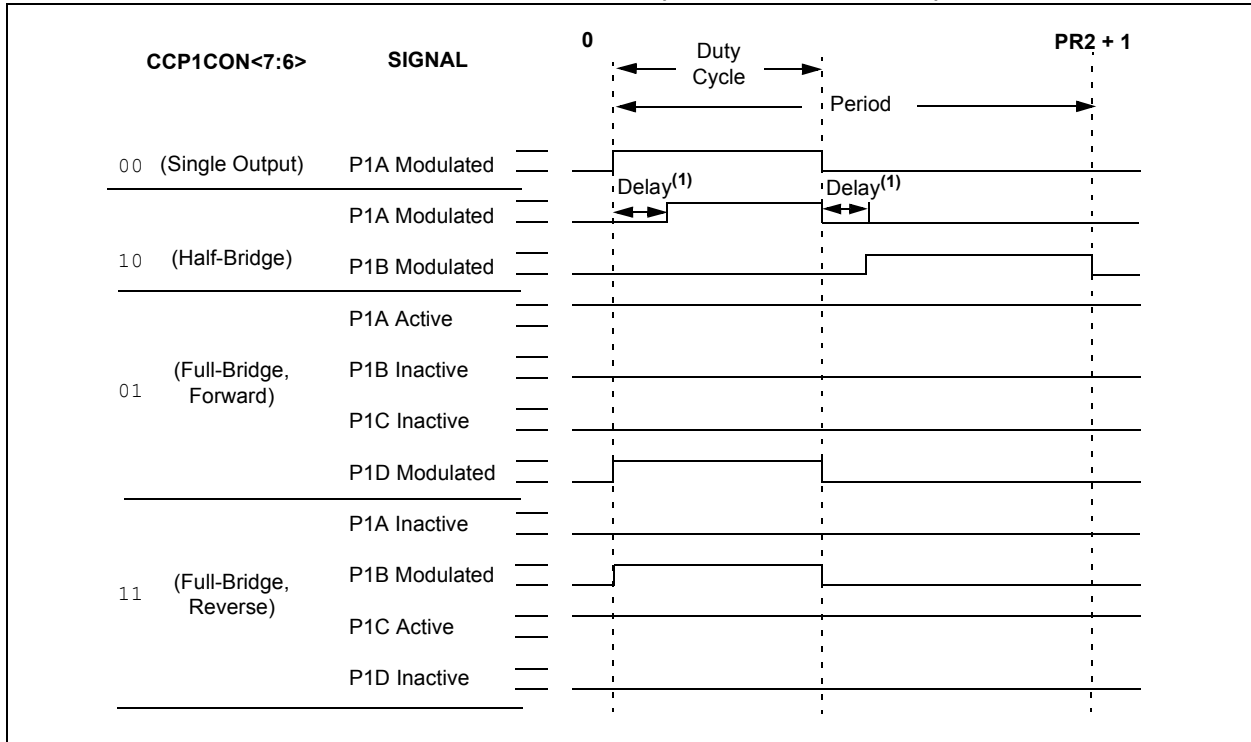 CCP1CON<7:6> SIGNAL 0 Duty Cycle PR2 + 1
Period
00 (Single Output) P1A Modulated
Delay(1) Delay(1)
P1A Modulated
10 (Half-Bridge) P1B Modulated
P1A Active
01 (Full-Bridge, Forward) P1B Inactive
P1C Inactive
P1D Modulated
P1A Inactive
11 (Full-Bridge, Reverse) P1B Modulated
P1C Active
P1D Inactive